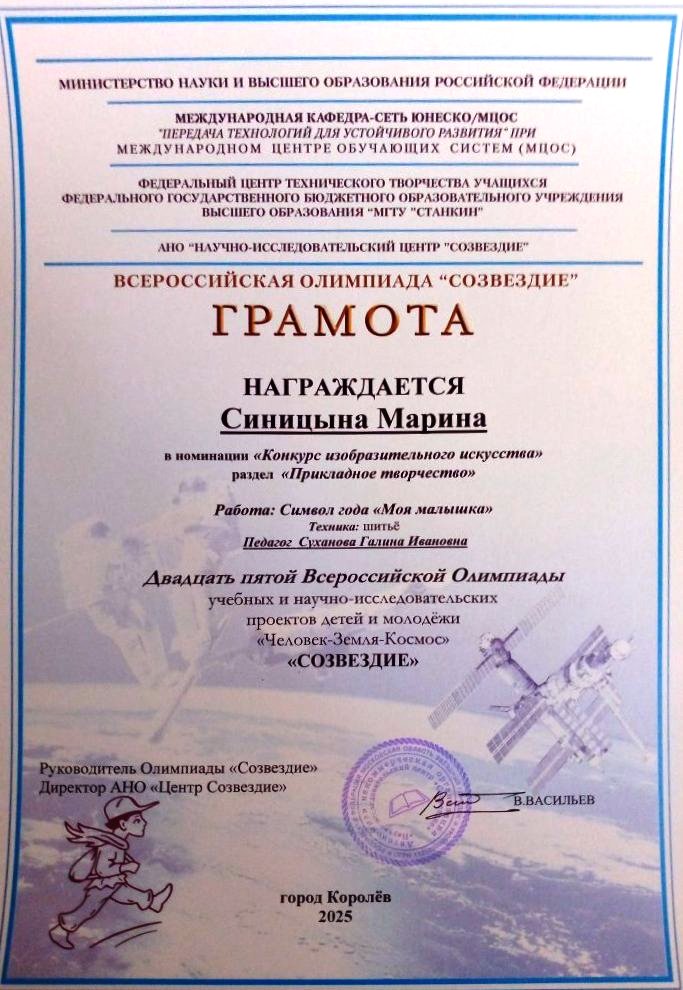 МИНИСТЕРСТВО НАУКИ И ВЫСШЕГО ОБРАЗОВАНИЯ РОССИЙСКОЙ ФЕДЕРАЦИИ
МЕЖДУНАРОДНАЯ КАФЕДРА-СЕТЬ ЮНЕСКО/МЦОС
"ПЕРЕДАЧА ТЕХНОЛОГИЙ ДЛЯ УСТОЙЧИВОГО РАЗВИТИЯ" ПРИ
МЕЖДУНАРОДНОМ ЦЕНТРЕ ОБУЧАЮЩИХ СИСТЕМ (МЦОС)
ФЕДЕРАЛЬНЫЙ ЦЕНТР ТЕХНИЧЕСКОГО ТВОРЧЕСТВА УЧАЩИХСЯ
ФЕДЕРАЛЬНОГО ГОСУДАРСТВЕННОГО БЮДЖЕТНОГО ОБРАЗОВАТЕЛЬНОГО УЧРЕЖДЕНИЯ
ВЫСШЕГО ОБРАЗОВАНИЯ "МГТУ "СТАНКИН"
АНО "НАУЧНО-ИССЛЕДОВАТЕЛЬСКИЙ ЦЕНТР "СОЗВЕЗДИЕ"
ВСЕРОССИЙСКАЯ ОЛИМПИАДА “СОЗВЕЗДИЕ”
ГРАМОТА
НАГРАЖДАЕТСЯ
Синицына Марина
в номинации «Конкурс изобразительного искусства»
раздел «Прикладное творчество»
Работа: Символ года «Моя малышка»
Техника: шитьё
Педагог Суханова Галина Ивановна
Двадцать пятой Всероссийской Олимпиады
учебных и научно-исследовательских
проектов детей и молодёжи
«Человек-Земля-Космос»
«СОЗВЕЗДИЕ»
Руководитель Олимпиады «Созвездие»
Директор АНО «Центр Созвездие»
В.ВАСИЛЬЕВ
город Королёв
2025